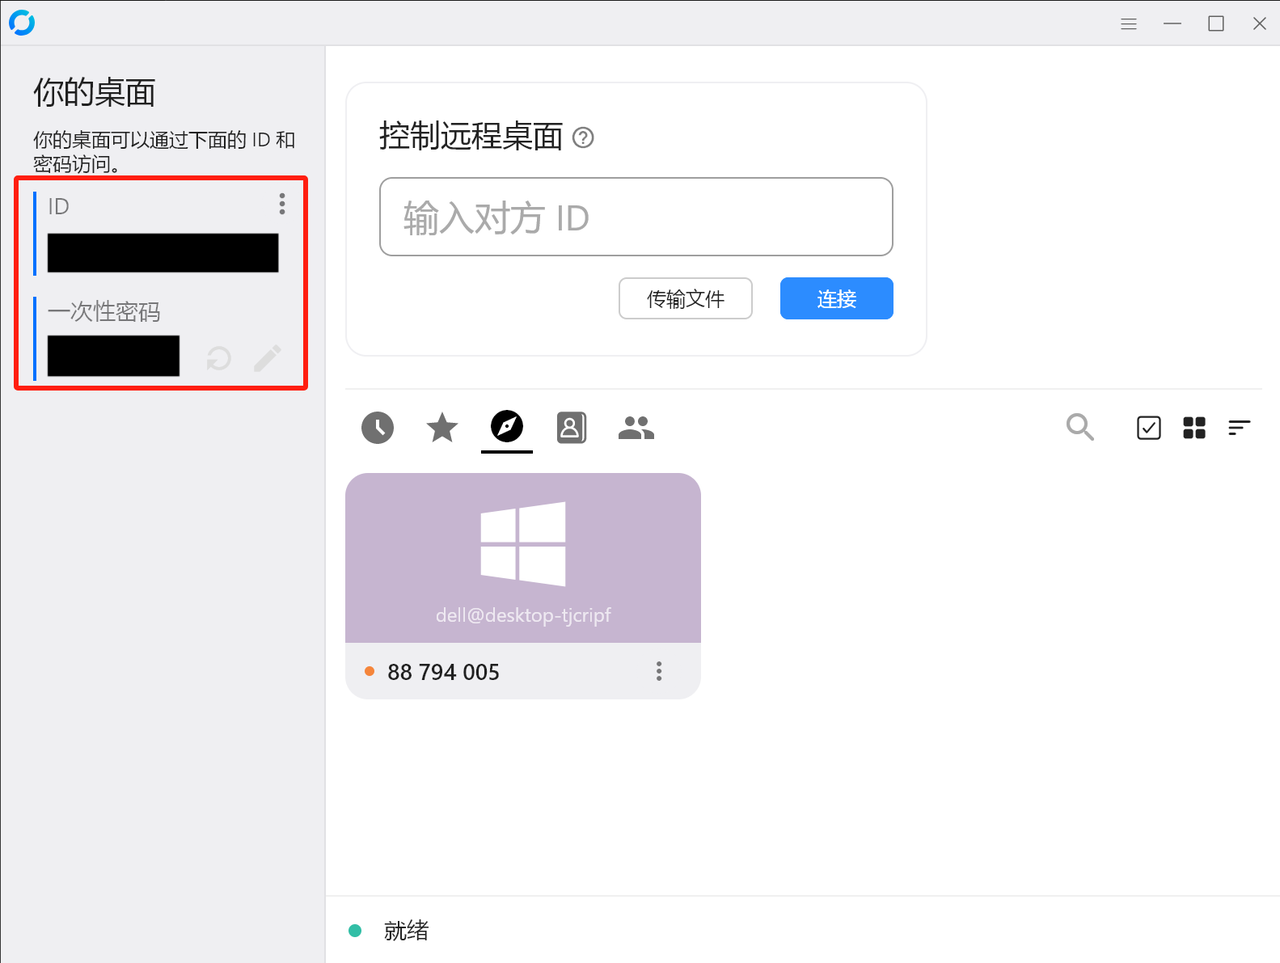 你的桌面
你的桌面可以通过下面的 ID 和
密码访问。
ID
一次性密码
控制远程桌面
输入对方 ID
传输文件
连接
dell@desktop-tjcripf
88 794 005
就绪